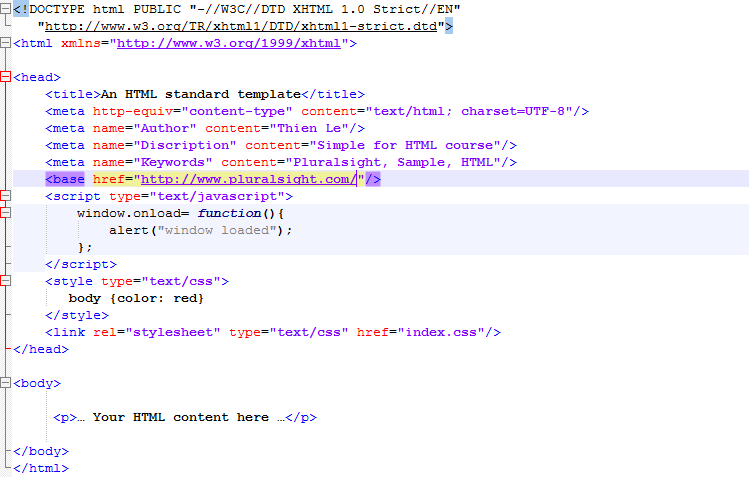 <!DOCTYPE html PUBLIC "-//W3C//DTD XHTML 1.0 Strict//EN"
"http://www.w3.org/TR/xhtml1/DTD/xhtml1-strict.dtd">
<html xmlns="http://www.w3.org/1999/xhtml">
<head>
<title>An HTML standard template</title>
<meta http-equiv="content-type" content="text/html; charset=UTF-8"/>
<meta name="Author" content="Thien Le"/>
<meta name="Discription" content="Simple for HTML course"/>
<meta name="Keywords" content="Pluralsight, Sample, HTML"/>
<base href="http://www.pluralsight.com/"/>
<script type="text/javascript">
window.onload= function(){
alert("window loaded");
};
</script>
<style type="text/css">
body {color: red}
</style>
<link rel="stylesheet" type="text/css" href="index.css"/>
</head>
<body>
<p>… Your HTML content here …</p>
</body>
</html>